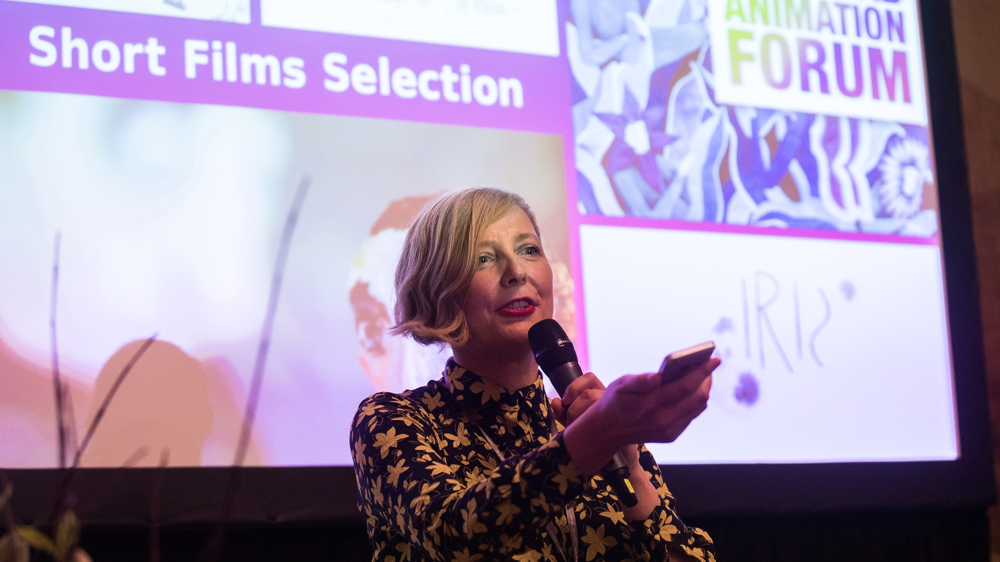 Short Films Selection
ANIMATION
FORUM
IRIS